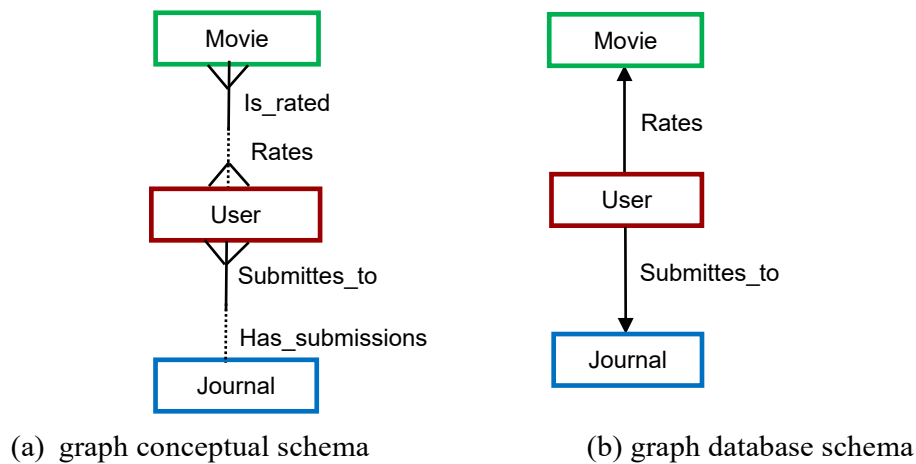 Movie
Is_rated
Rates
User
Submittes_to
Has_submissions
Journal
(a) graph conceptual schema
Movie
Rates
User
Submittes_to
Journal
(b) graph database schema